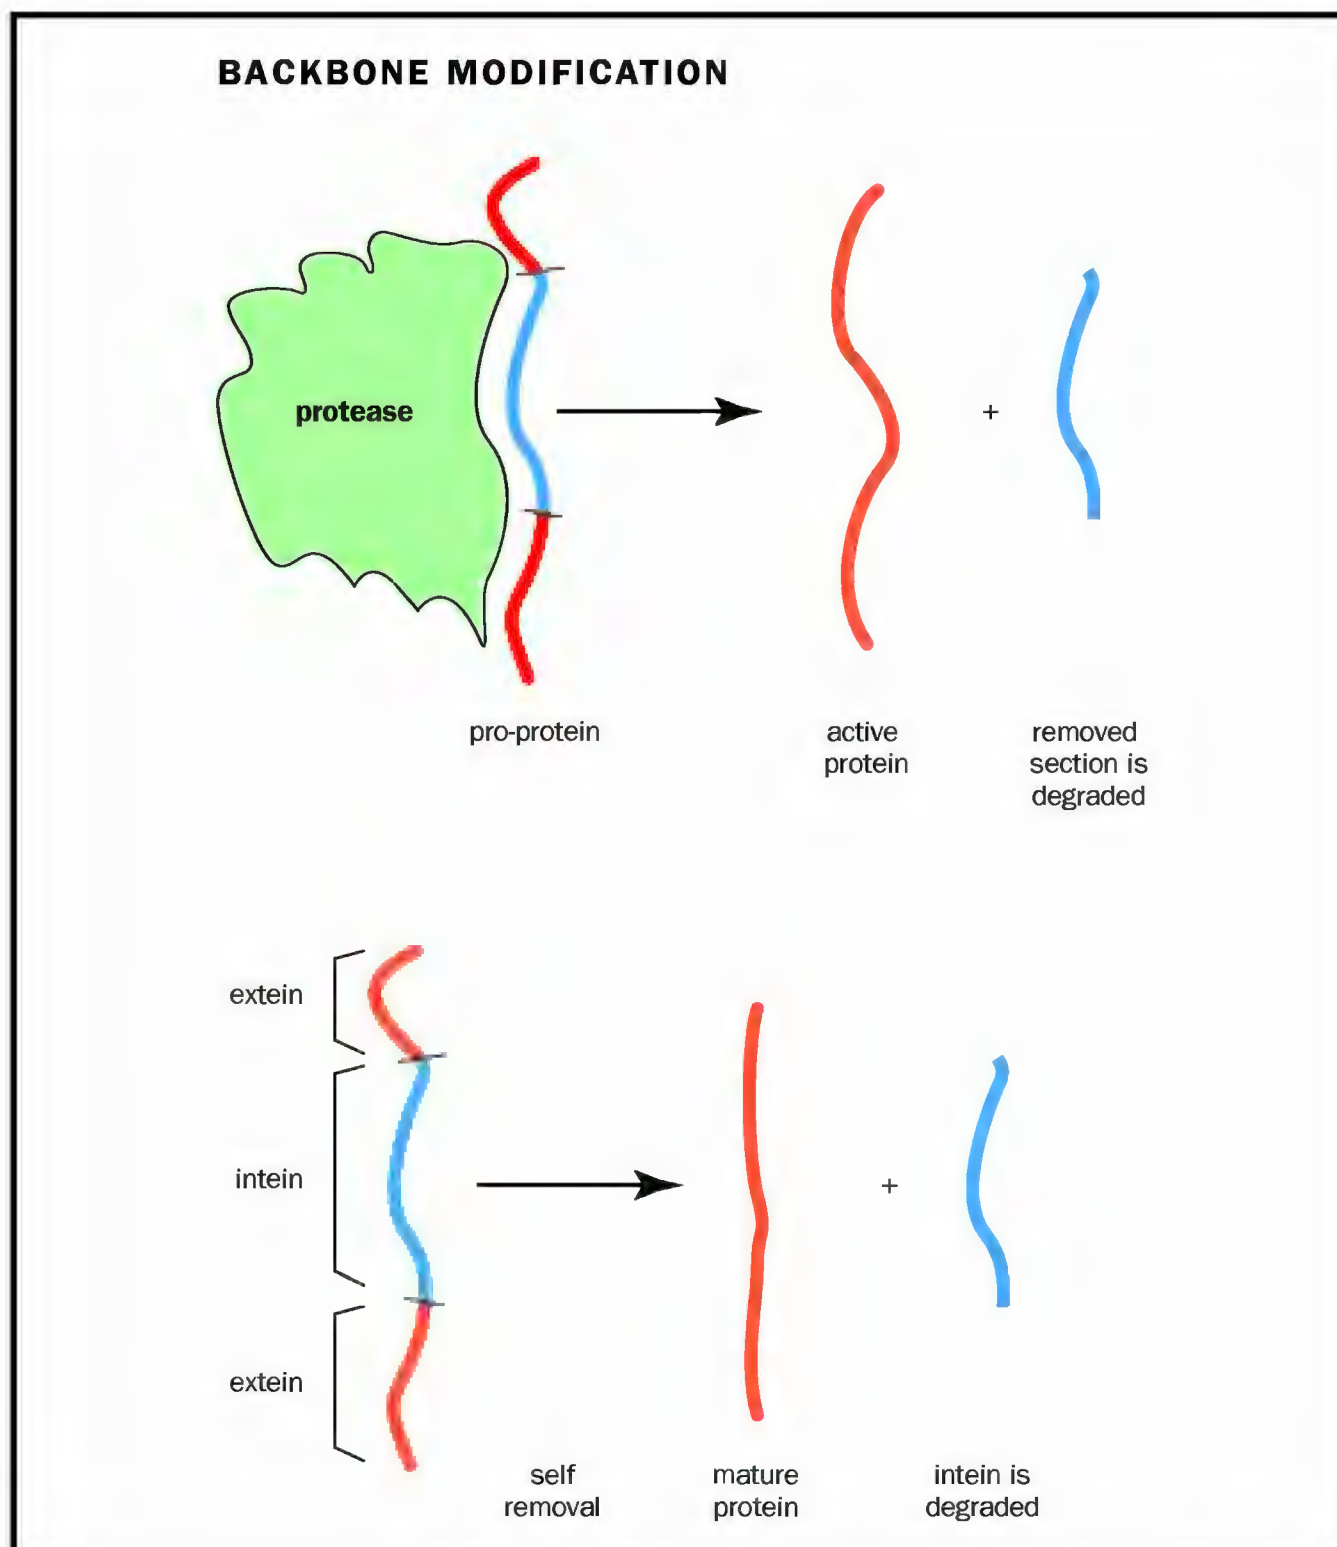 BACKBONE MODIFICATION
protease
+
pro-protein
active
protein
removed
section is
degraded
extein
intein
+
extein
self
removal
mature
protein
intein is
degraded